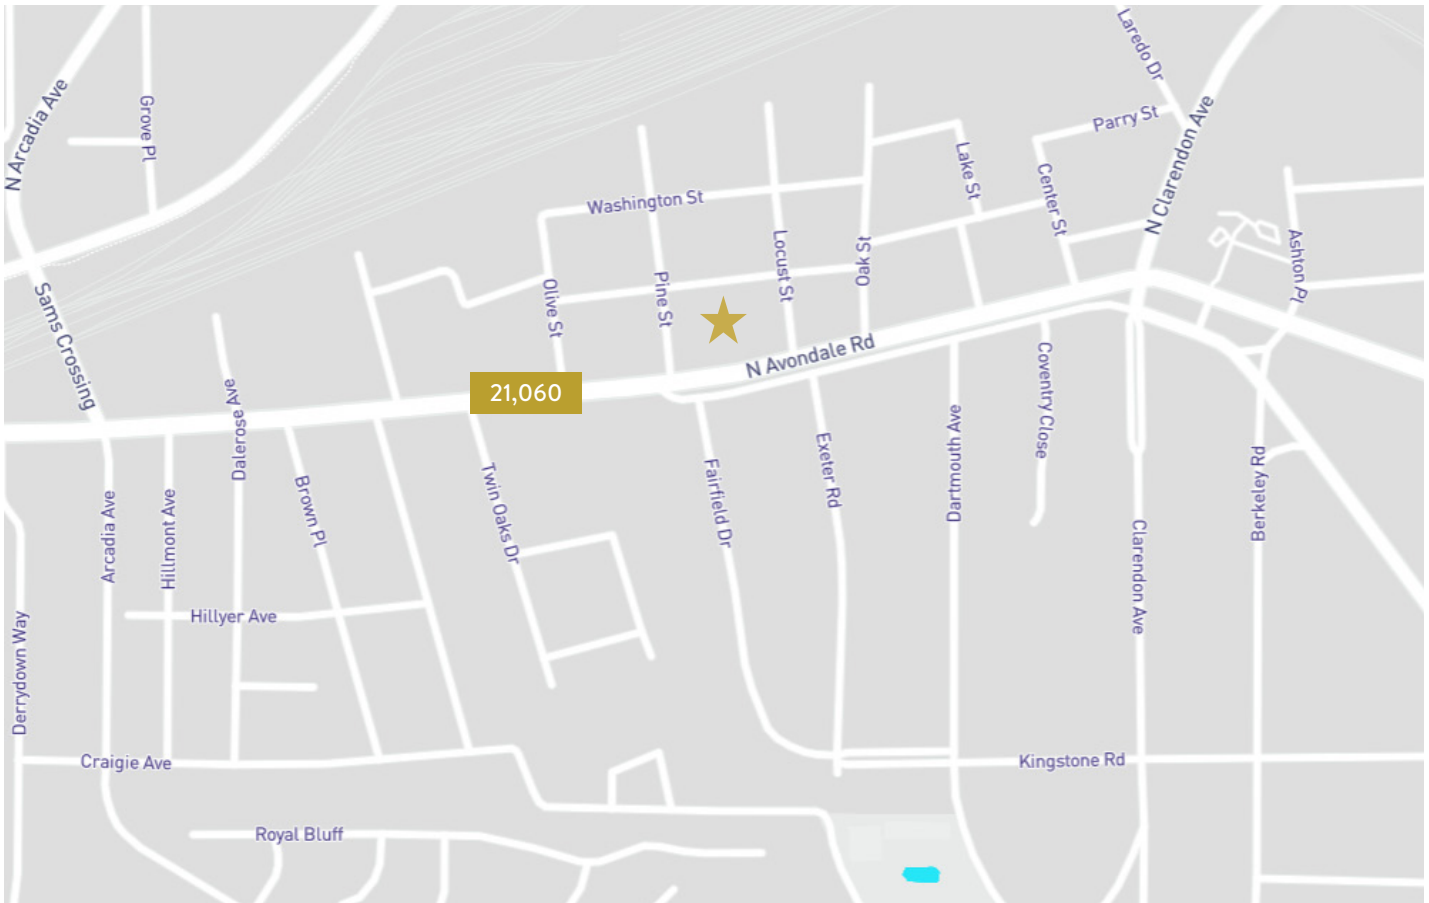 Laredo Dr
N Arcadia Ave
Grove Pl
Parry St
N Clarendon Ave
Lake St
Center St
Washington St
Locust St
Oak St
Ashton Pl
Pine St
Olive St
Sams Crossing
N Avondale Rd
21,060
Dalerose Ave
Coventry Close
Dartmouth Ave
Exeter Rd
Fairfield Dr
Twin Oaks Dr
Brown Pl
Berkeley Rd
Arcadia Ave
Hillmont Ave
Clarendon Ave
Hillyer Ave
Derrydown Way
Craigie Ave
Kingstone Rd
Royal Bluff